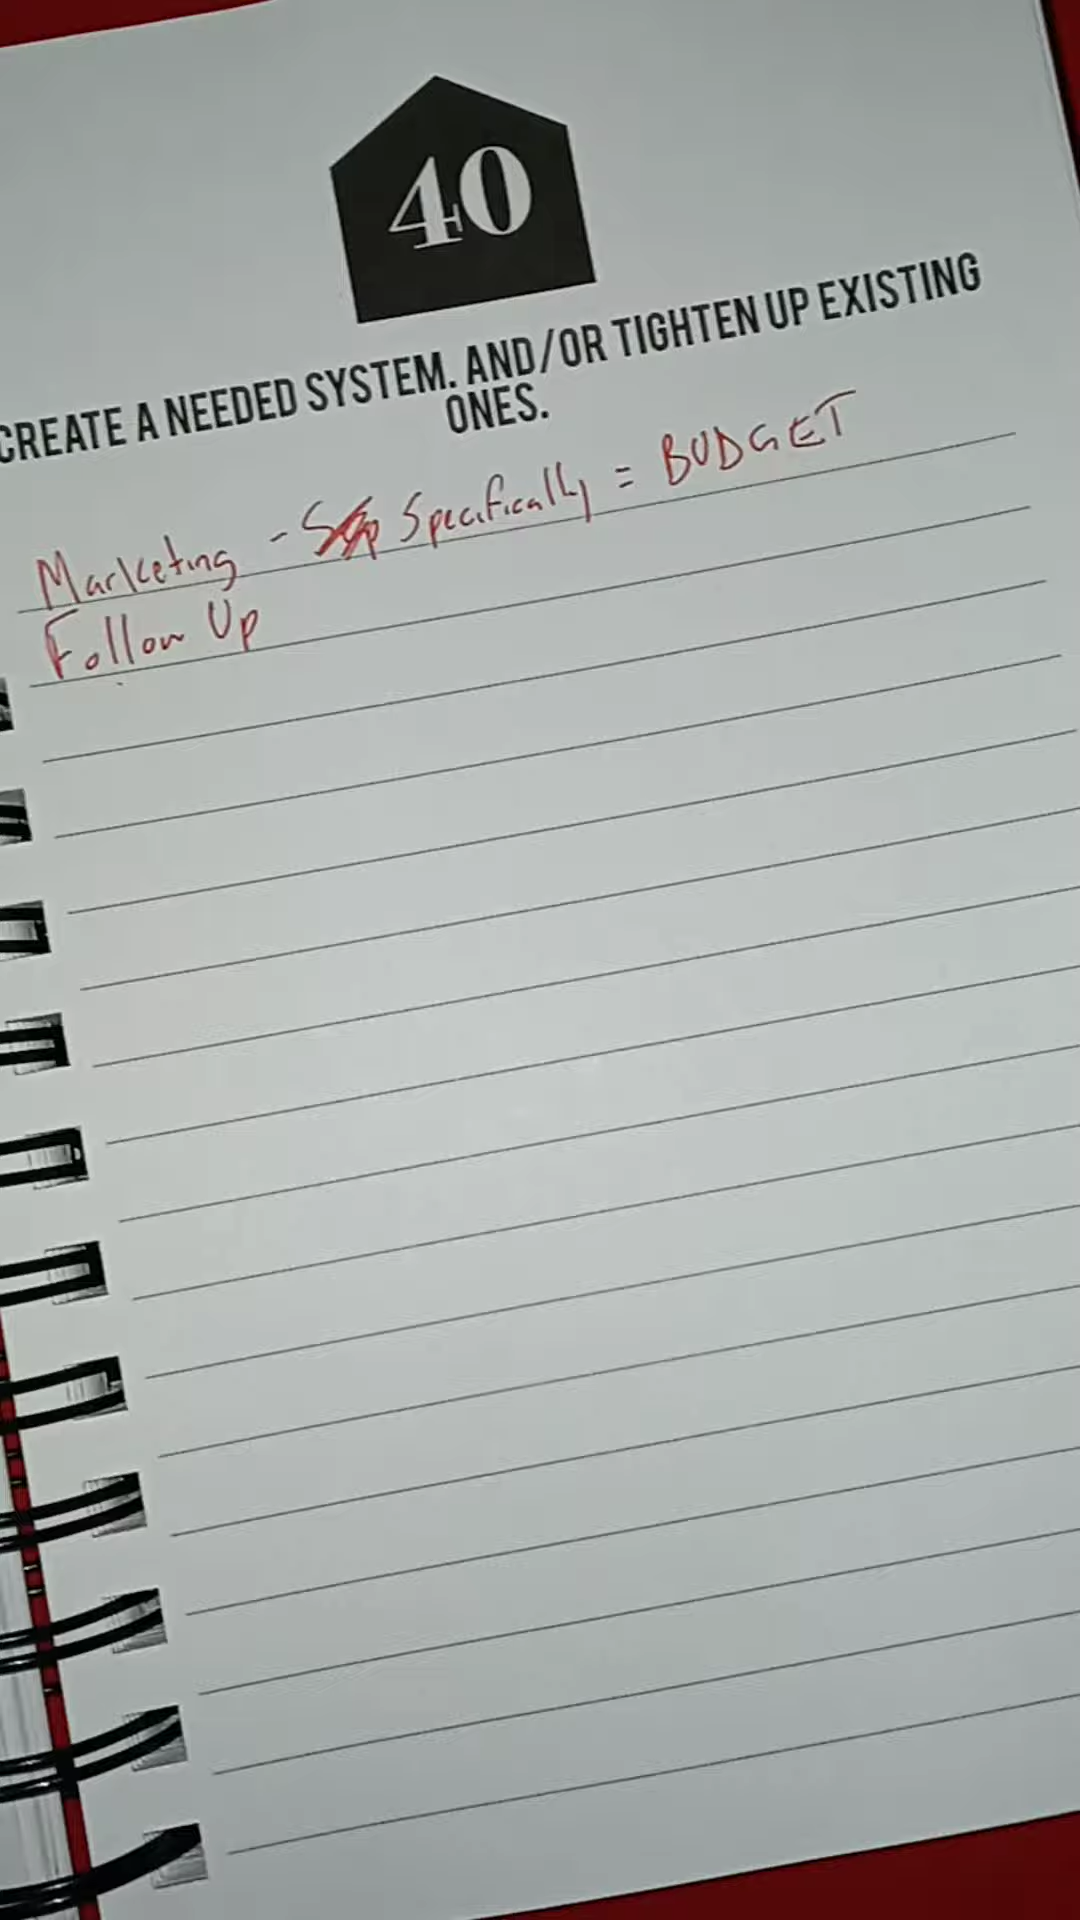 40
CREATE A NEEDED SYSTEM. AND/OR TIGHTEN UP EXISTING
ONES.
Marketing - Specifically = BUDGET
Follow Up